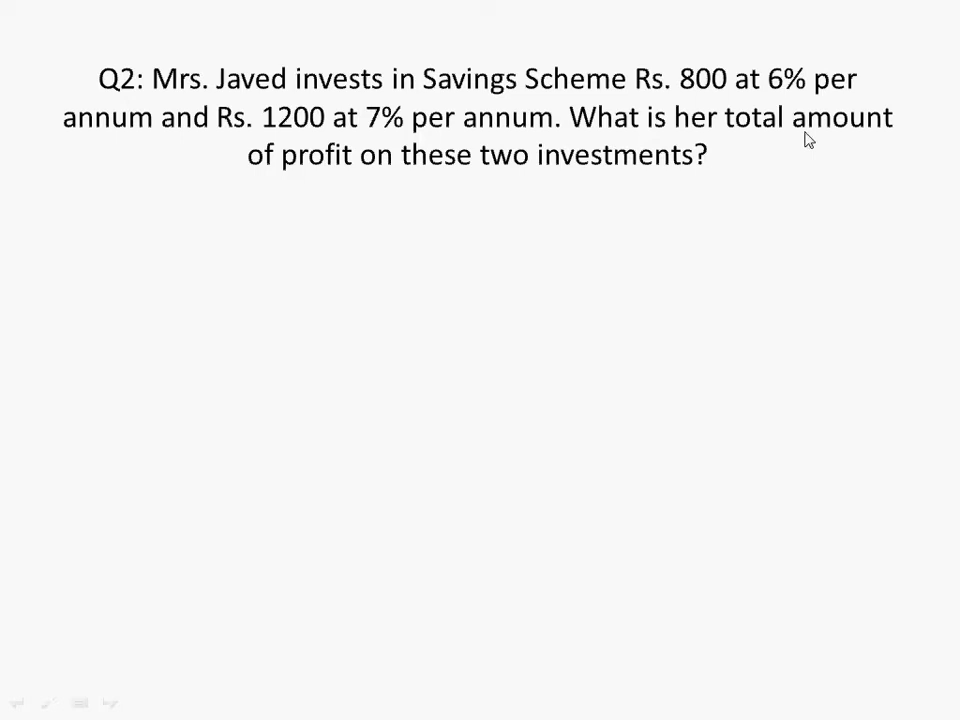 Q2: Mrs. Javed invests in Savings Scheme Rs. 800 at 6% per
annum and Rs. 1200 at 7% per annum. What is her total amount
of profit on these two investments?